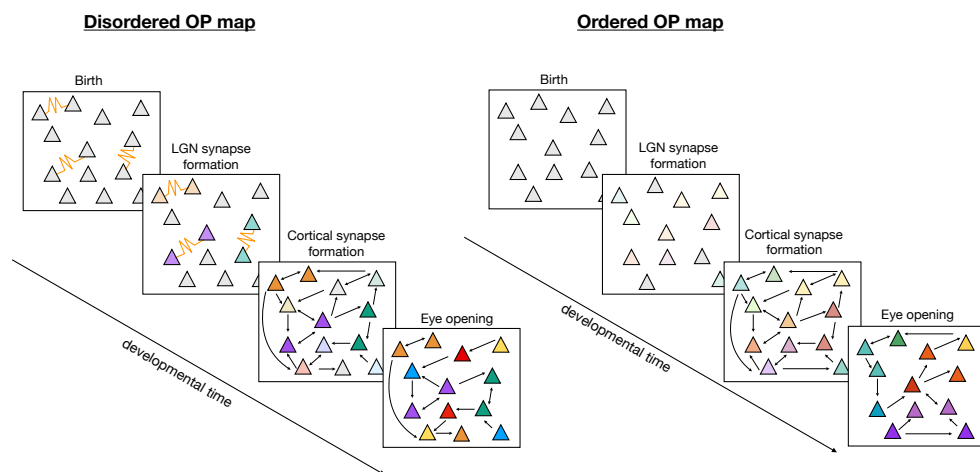 Disordered OP map
Birth
LGN synapse
formation
Cortical synapse
formation
Eye opening
developmental time
Ordered OP map
Birth
LGN synapse
formation
Cortical synapse
formation
Eye opening
developmental time